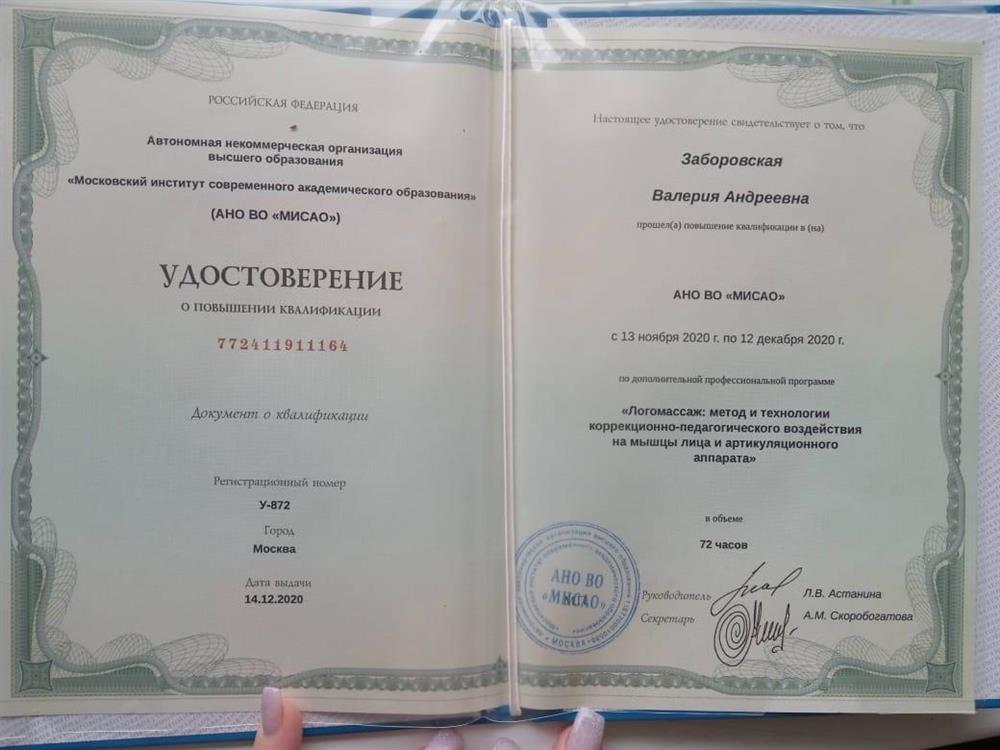 РОССИЙСКАЯ ФЕДЕРАЦИЯ
Автономная некоммерческая организация
высшего образования
«Московский институт современного академического образования»
(АНО ВО «МИСАО»)
УДОСТОВЕРЕНИЕ
О ПОВЫШЕНИИ КВАЛИФИКАЦИИ
772411911164
Документ о квалификации
Регистрационный номер
У-872
Город
Москва
Дата выдачи
14.12.2020
Настоящее удостоверение свидетельствует о том, что
Заборовская
Валерия Андреевна
прошел(а) повышение квалификации в (на)
АНО ВО «МИСАО»
с 13 ноября 2020 г. по 12 декабря 2020 г.
по дополнительной профессиональной программе
«Логомассаж: метод и технологии
коррекционно-педагогического воздействия
на мышцы лица и артикуляционного
аппарата»
в объеме
72 часов
АНО ВО
«МИСАО»
МОСКВА
Руководитель
Л.В. Астанина
Секретарь
А.М. Скоробогатова